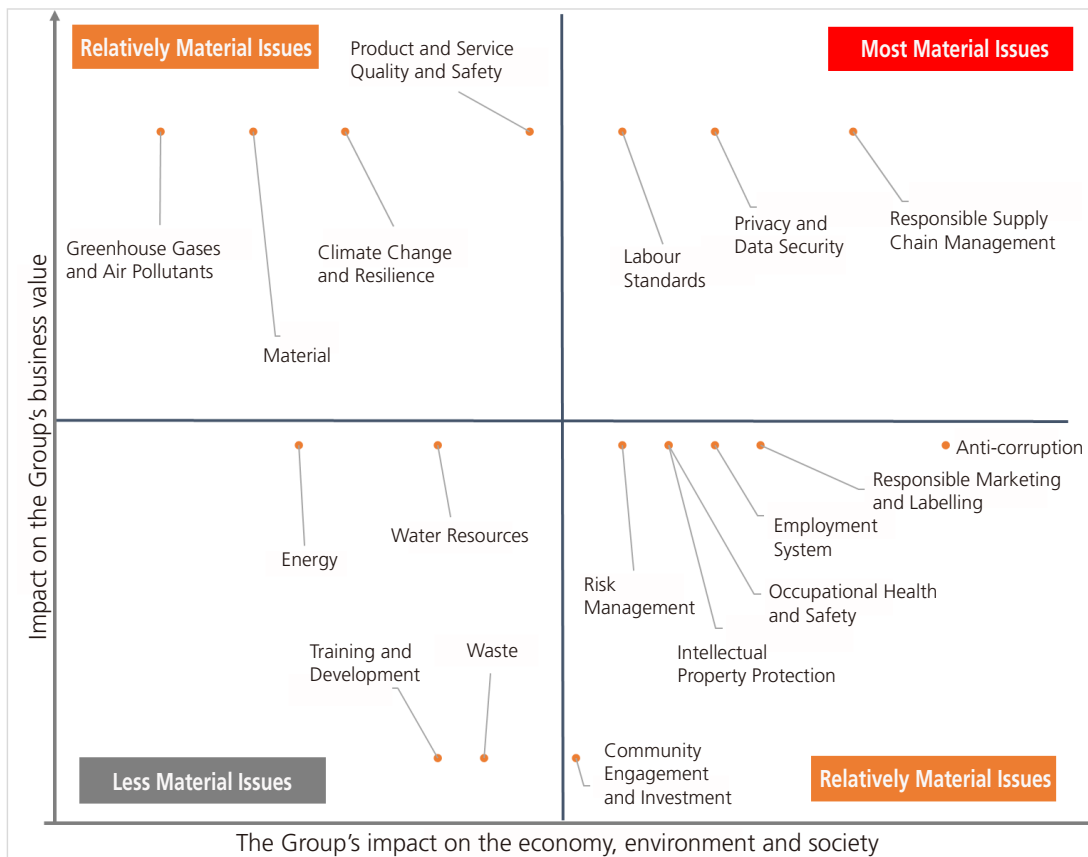 Relatively Material Issues
Product and Service
Quality and Safety
Most Material Issues
Greenhouse Gases
and Air Pollutants
Climate Change
and Resilience
Material
Labour
Standards
Privacy and
Data Security
Responsible Supply
Chain Management
Impact on the Group's business value
Anti-corruption
Responsible Marketing
and Labelling
Employment
System
Occupational Health
and Safety
Intellectual
Property Protection
Risk
Management
Water Resources
Energy
Training and
Development
Waste
Community
Engagement
and Investment
Less Material Issues
Relatively Material Issues
The Group's impact on the economy, environment and society